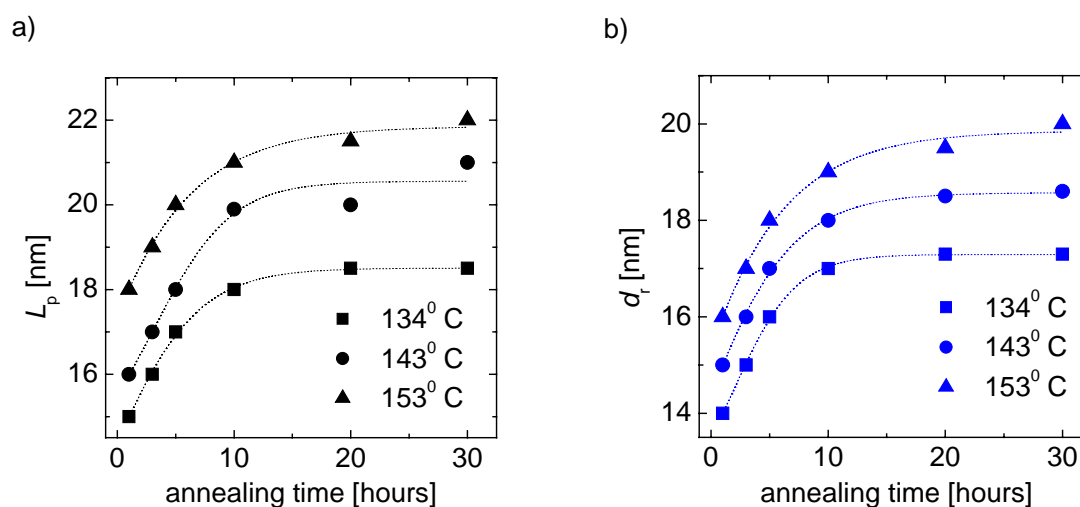 a)
22
20
18
16
L_p [nm]
134⁰ C
143⁰ C
153⁰ C
0 10 20 30
annealing time [hours]
b)
20
18
16
14
d_r [nm]
134⁰ C
143⁰ C
153⁰ C
0 10 20 30
annealing time [hours]